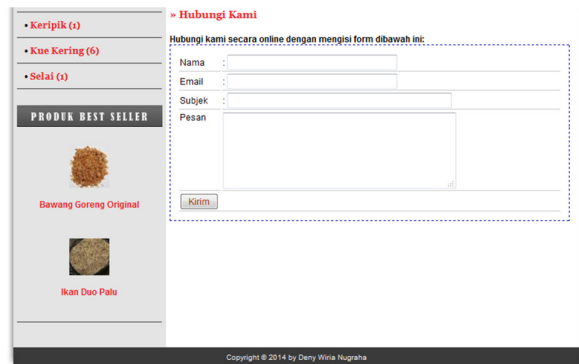 • Keripik (1)
• Kue Kering (6)
• Selai (1)
PRODUK BEST SELLER
Bawang Goreng Original
Ikan Duo Palu
» Hubungi Kami
Hubungi kami secara online dengan mengisi form dibawah ini:
Nama :
Email :
Subjek :
Pesan
Kirim
Copyright © 2014 by Deny Wiria Nugraha